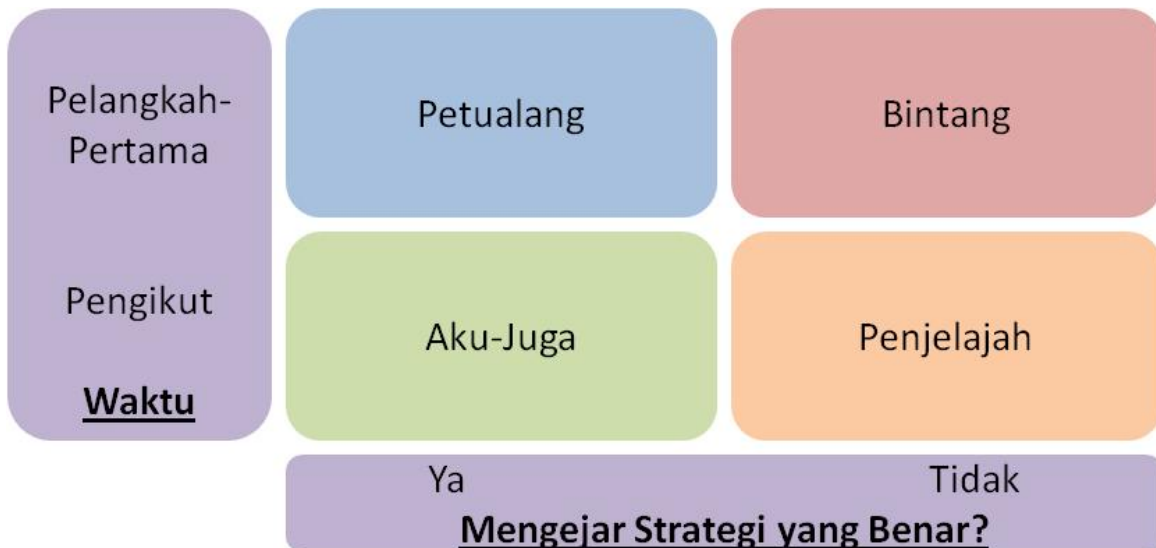 Pelangkah-
Pertama
Petualang
Bintang
Pengikut
Waktu
Aku-Juga
Penjelajah
Ya
Tidak
Mengejar Strategi yang Benar?